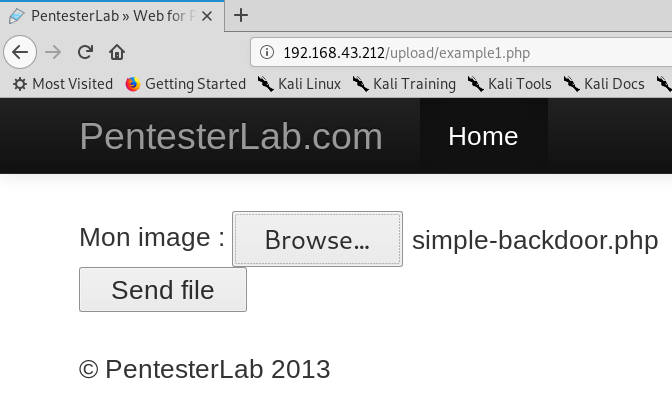 PentesterLab » Web for P
192.168.43.212/upload/example1.php
Most Visited Getting Started Kali Linux Kali Training Kali Tools Kali Docs
PentesterLab.com Home
Mon image : Browse... simple-backdoor.php
Send file
© PentesterLab 2013